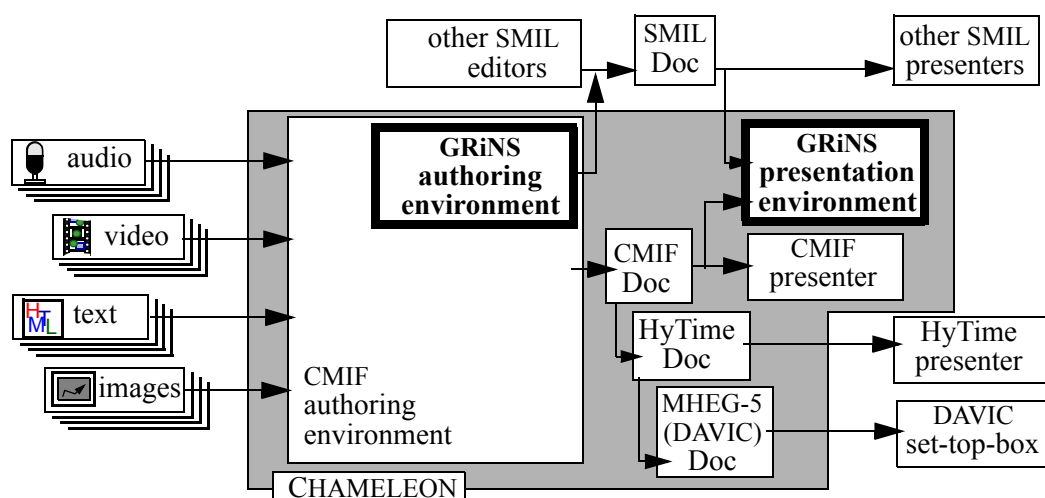 other SMIL
editors
SMIL
Doc
other SMIL
presenters
audio
video
HTML
text
images
GRiNS
authoring
environment
CMIF
authoring
environment
GRiNS
presentation
environment
CMIF
Doc
CMIF
presenter
HyTime
Doc
HyTime
presenter
MHEG-5
(DAVIC)
Doc
DAVIC
set-top-box
CHAMELEON